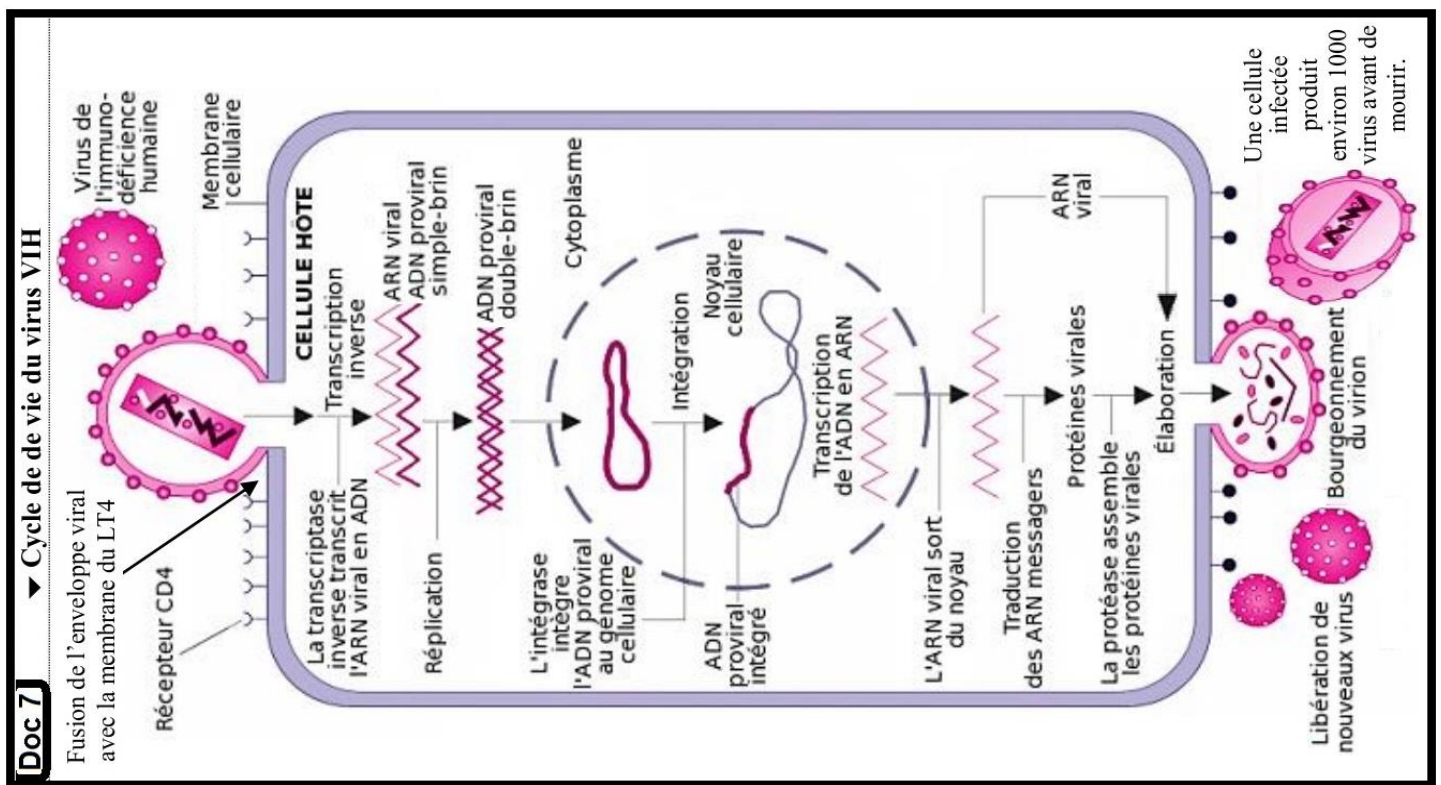 Doc 7
▼ Cycle de de vie du virus VIH
Fusion de l'enveloppe viral
avec la membrane du LT4
Virus de
l'immuno-
déficience
humaine
Récepteur CD4
Membrane
cellulaire
CELLULE HÔTE
La transcriptase
inverse transcrit
l'ARN viral en ADN
Transcription
inverse
ARN viral
ADN proviral
simple-brin
Réplication
ADN proviral
double-brin
Cytoplasme
L'intégrase
intègre
l'ADN proviral
au génome
cellulaire
Intégration
Noyau
cellulaire
ADN
proviral
intégré
Transcription
de l'ADN en ARN
L'ARN viral sort
du noyau
Traduction
des ARN messagers
ARN
viral
Protéines virales
La protéase assemble
les protéines virales
Élaboration
Libération de
nouveaux virus
Bourgeonnement
du virion
Une cellule
infectée
produit
environ 1000
virus avant de
mourir.